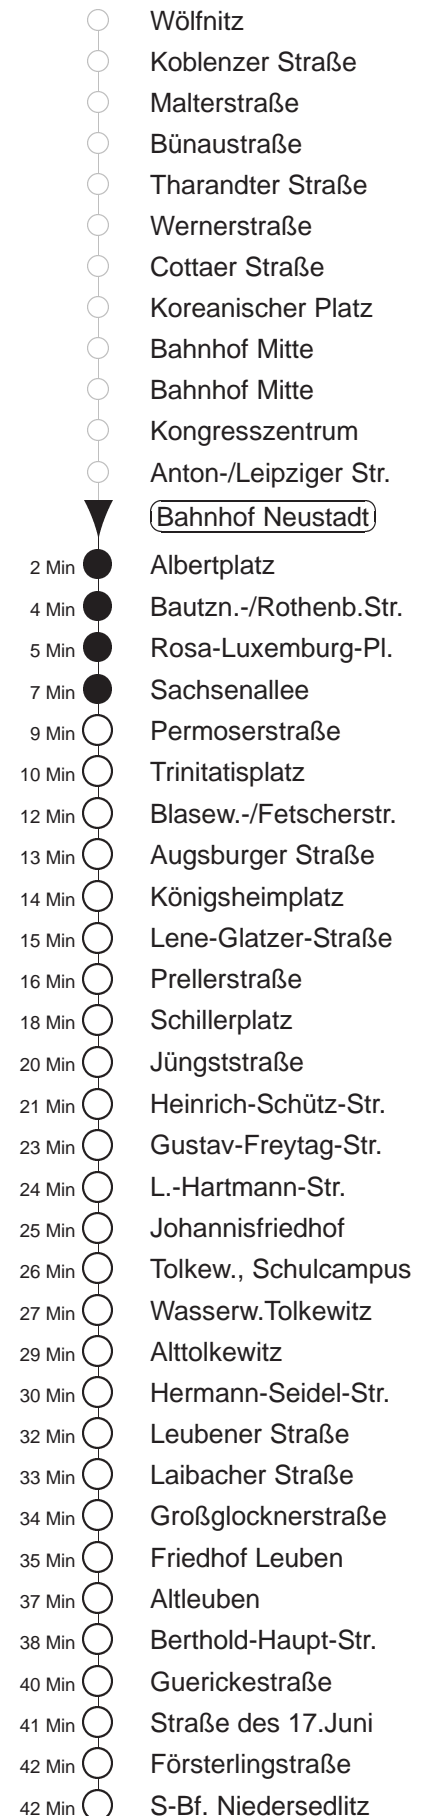 Wölfnitz
Koblenzer Straße
Malterstraße
Bünaustraße
Tharandter Straße
Wernerstraße
Cottaer Straße
Koreanischer Platz
Bahnhof Mitte
Bahnhof Mitte
Kongresszentrum
Anton-/Leipziger Str.
Bahnhof Neustadt
2 Min Albertplatz
4 Min Bautzn.-/Rothenb.Str.
5 Min Rosa-Luxemburg-Pl.
7 Min Sachsenallee
9 Min Permoserstraße
10 Min Trinitatisplatz
12 Min Blasew.-/Fetscherstr.
13 Min Augsburger Straße
14 Min Königsheimplatz
15 Min Lene-Glatzer-Straße
16 Min Prellerstraße
18 Min Schillerplatz
20 Min Jüngststraße
21 Min Heinrich-Schütz-Str.
23 Min Gustav-Freytag-Str.
24 Min L.-Hartmann-Str.
25 Min Johannisfriedhof
26 Min Tolkew., Schulcampus
27 Min Wasserw.Tolkewitz
29 Min Alttolkewitz
30 Min Hermann-Seidel-Str.
32 Min Leubener Straße
33 Min Laibacher Straße
34 Min Großglocknerstraße
35 Min Friedhof Leuben
37 Min Altleuben
38 Min Berthold-Haupt-Str.
40 Min Guerickestraße
41 Min Straße des 17.Juni
42 Min Försterlingstraße
42 Min S-Bf. Niedersedlitz